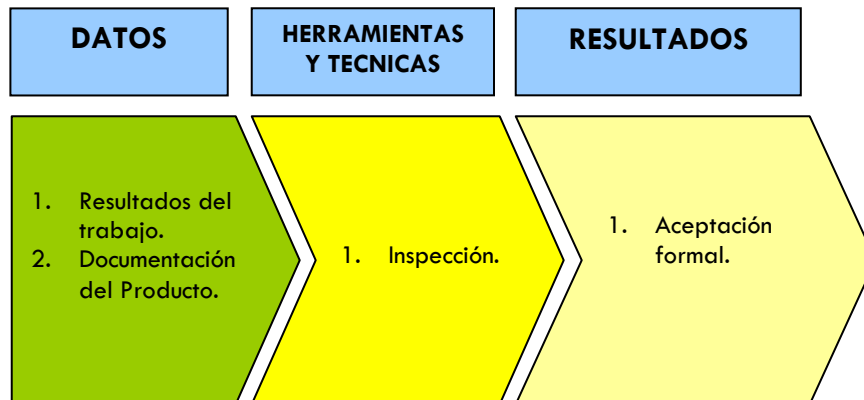 DATOS
HERRAMIENTAS
Y TECNICAS
RESULTADOS
1. Resultados del
trabajo.
2. Documentación
del Producto.
1. Inspección.
1. Aceptación
formal.